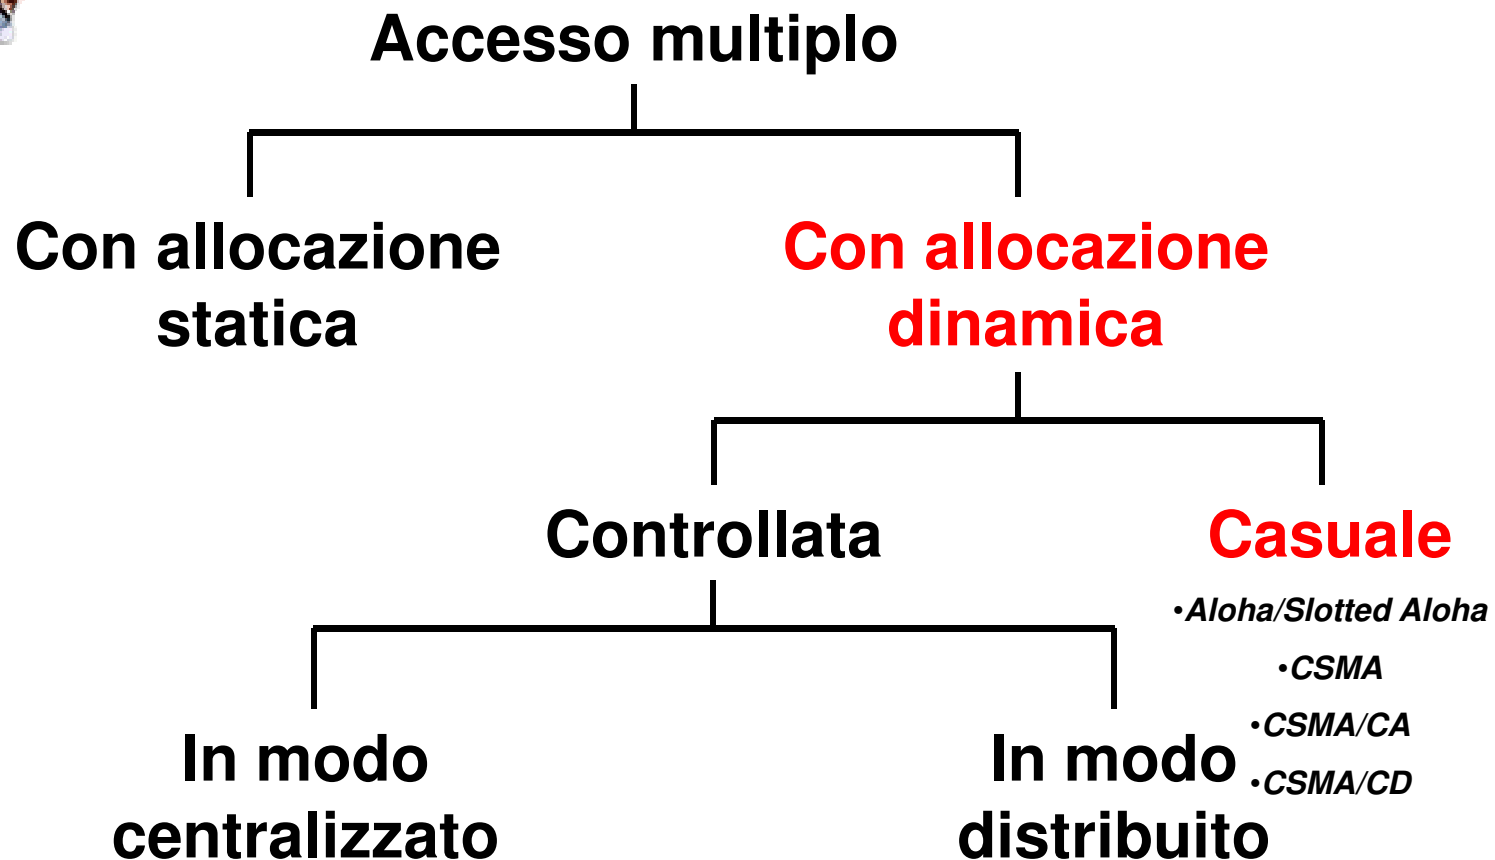 Accesso multiplo
Con allocazione
statica
Con allocazione
dinamica
Controllata
Casuale
•Aloha/Slotted Aloha
•CSMA
•CSMA/CA
•CSMA/CD
In modo
centralizzato
In modo
distribuito